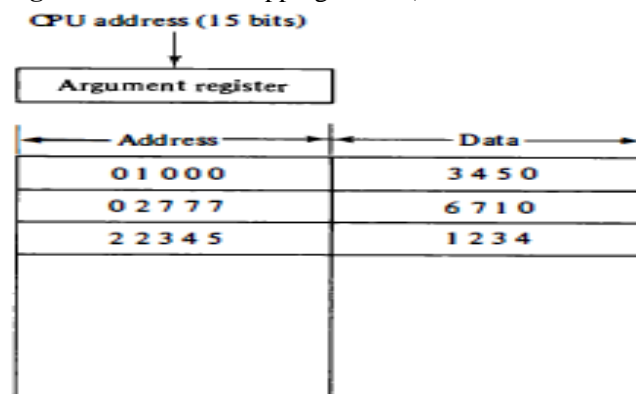 CPU address (15 bits)
Argument register
Address Data
01000 3450
02777 6710
22345 1234